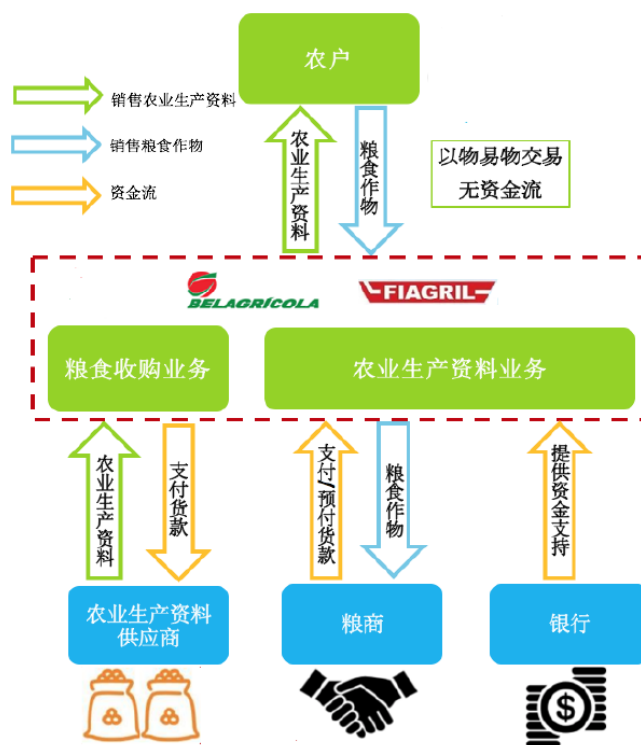 农户
销售农业生产资料
销售粮食作物
资金流
农业生产资料
粮食作物
以物易物交易
无资金流
BELAGRÍCOLA
FIAGRIL
粮食收购业务
农业生产资料业务
农业生产资料
支付货款
支付/预付货款
粮食作物
提供资金支持
农业生产资料
供应商
粮商
银行
$